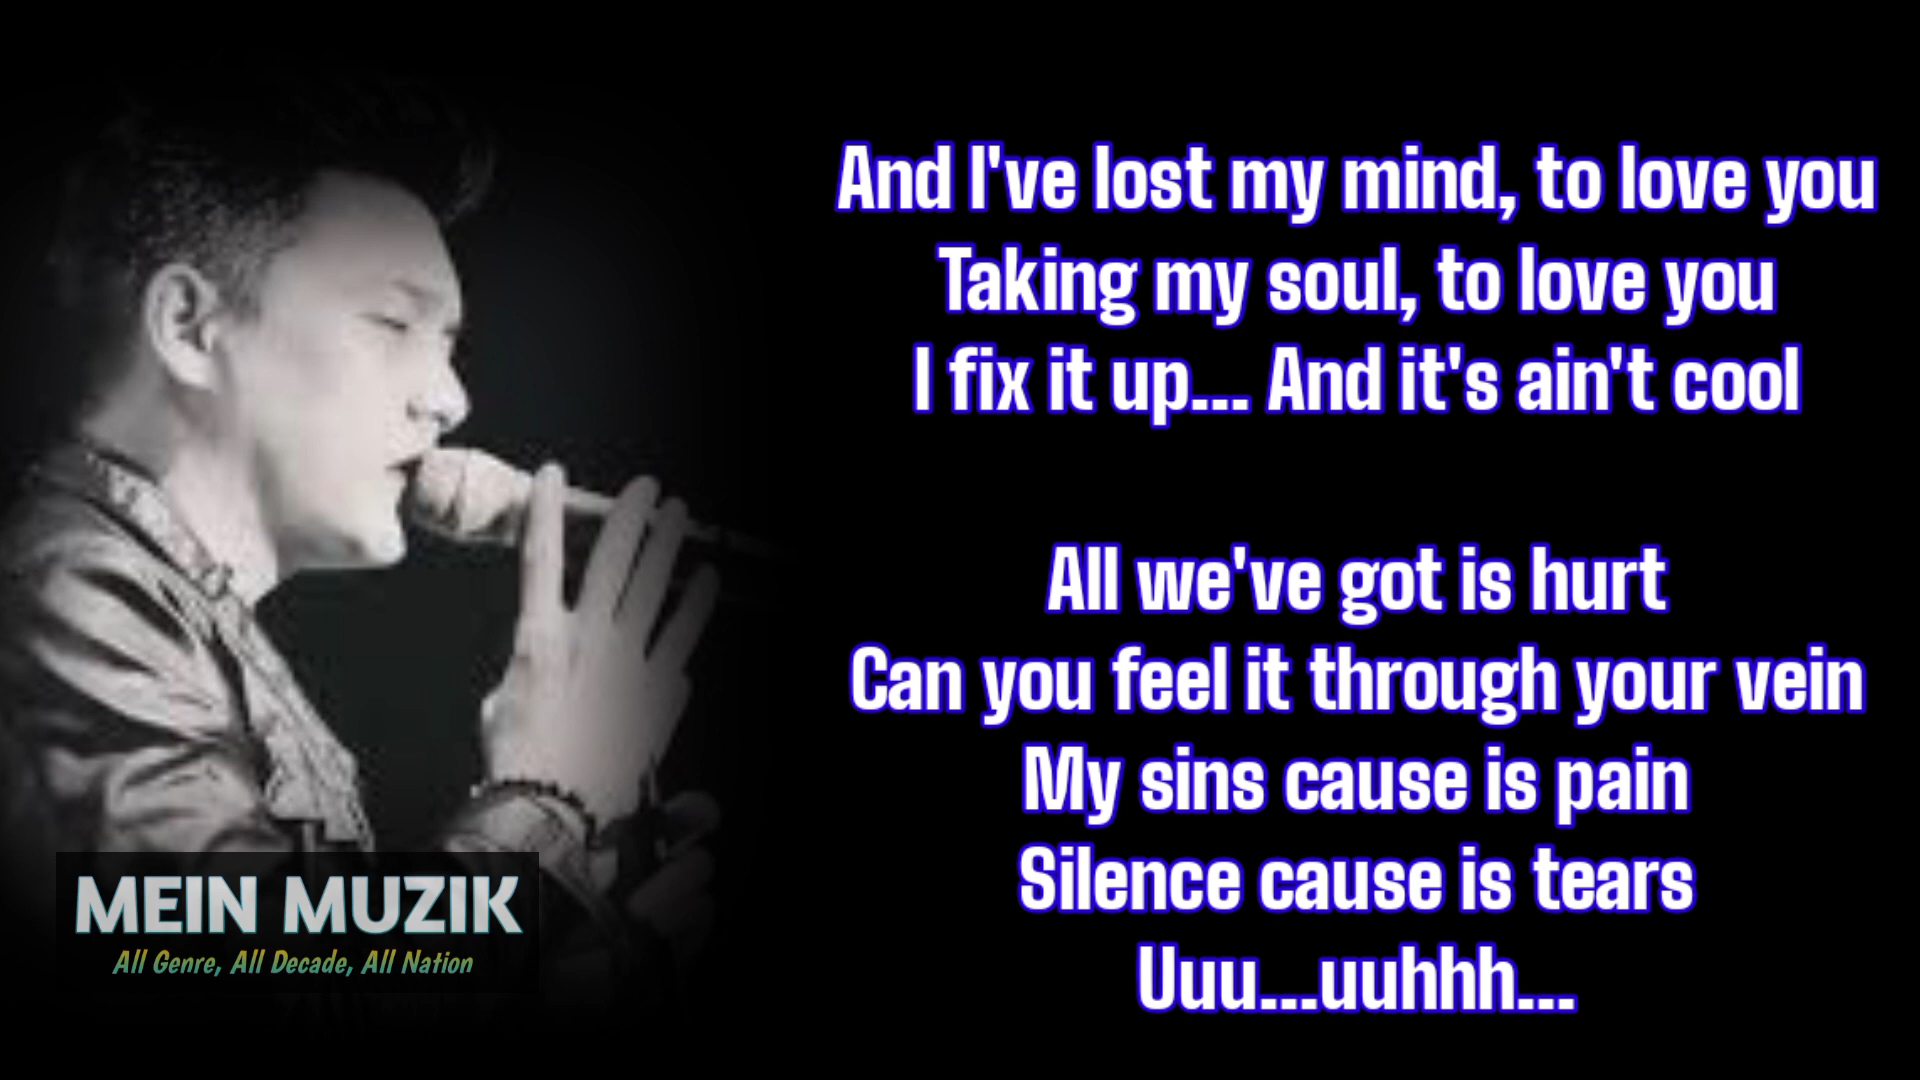 And I've lost my mind, to love you
Taking my soul, to love you
I fix it up... And it's ain't cool
All we've got is hurt
Can you feel it through your vein
My sins cause is pain
Silence cause is tears
Uuu...uuhhh...
MEIN MUZIK
All Genre, All Decade, All Nation